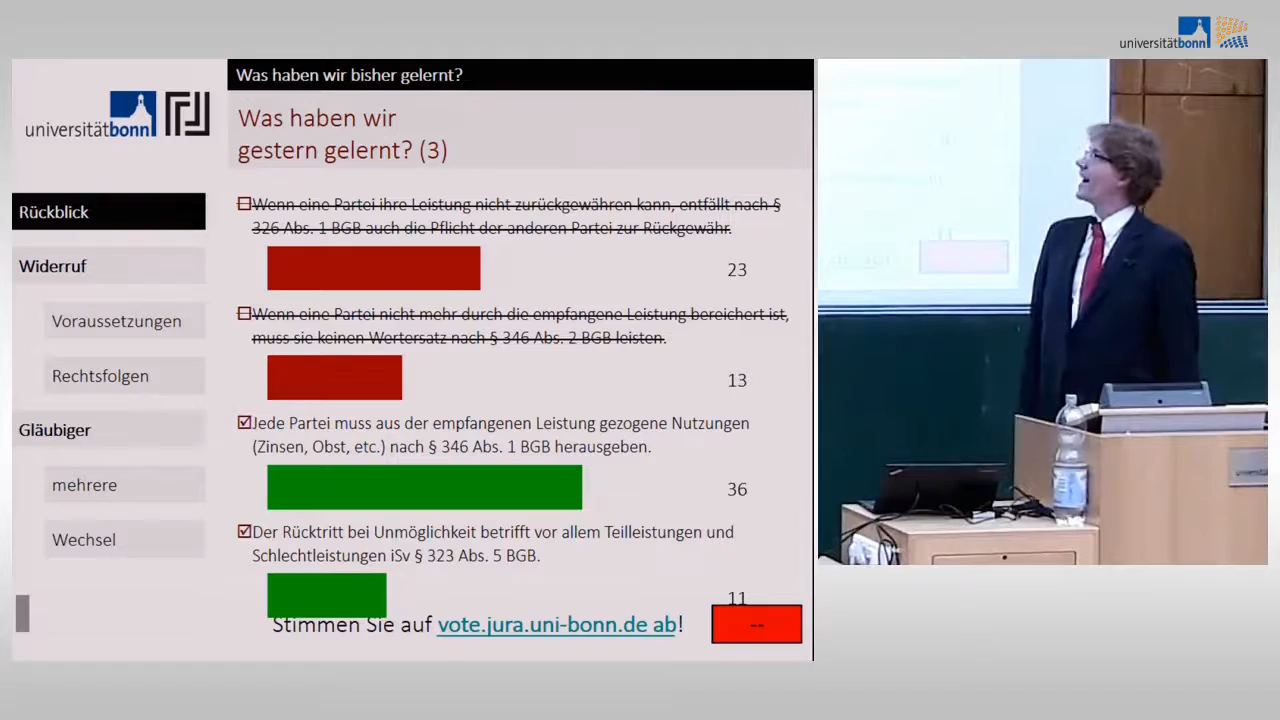 universitätbonn
Was haben wir bisher gelernt?
universitätbonn
Was haben wir
gestern gelernt? (3)
Rückblick
Widerruf
Voraussetzungen
Rechtsfolgen
Gläubiger
mehrere
Wechsel
Wenn eine Partei ihre Leistung nicht zurückgewähren kann, entfällt nach §
326 Abs. 1 BGB auch die Pflicht der anderen Partei zur Rückgewähr.
23
Wenn eine Partei nicht mehr durch die empfangene Leistung bereichert ist,
muss sie keinen Wertersatz nach § 346 Abs. 2 BGB leisten.
13
Jede Partei muss aus der empfangenen Leistung gezogene Nutzungen
(Zinsen, Obst, etc.) nach § 346 Abs. 1 BGB herausgeben.
36
Der Rücktritt bei Unmöglichkeit betrifft vor allem Teilleistungen und
Schlechtleistungen iSv § 323 Abs. 5 BGB.
11
Stimmen Sie auf vote.jura.uni-bonn.de ab!
--